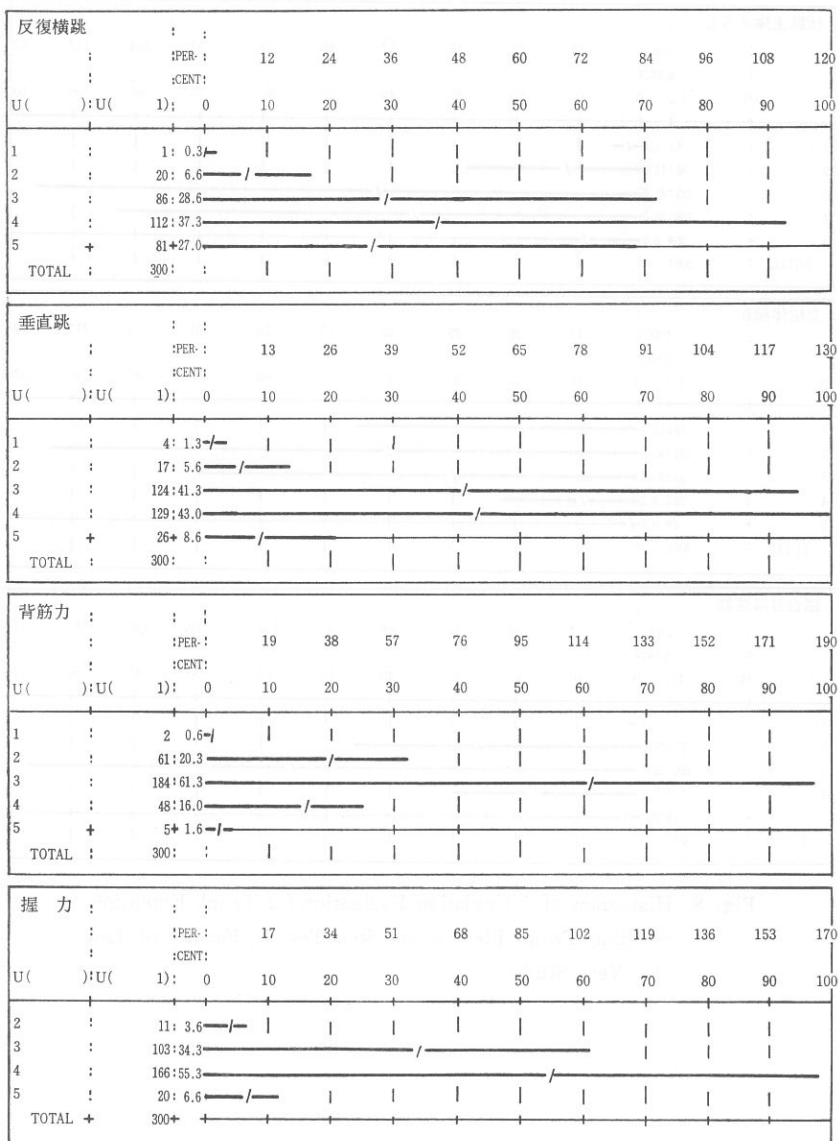 反復横跳 : :
: :PER- : 12 24 36 48 60 72 84 96 108 120
: :CENT :
U( ):U( 1): 0 10 20 30 40 50 60 70 80 90 100
1 : 1: 0.3
2 : 20: 6.6
3 : 86: 28.6
4 : 112: 37.3
5 + 81+27.0
TOTAL : 300: :
垂直跳 : :
: :PER- : 13 26 39 52 65 78 91 104 117 130
: :CENT:
U( ):U( 1): 0 10 20 30 40 50 60 70 80 90 100
1 : 4: 1.3
2 : 17: 5.6
3 : 124: 41.3
4 : 129: 43.0
5 + 26+ 8.6
TOTAL : 300: :
背筋力 : : :
: :PER- : 19 38 57 76 95 114 133 152 171 190
: :CENT:
U( ):U( 1): 0 10 20 30 40 50 60 70 80 90 100
1 : 2 0.6
2 : 61: 20.3
3 : 184: 61.3
4 : 48: 16.0
5 + 5+ 1.6
TOTAL : 300: :
握 力 : : :
: :PER- : 17 34 51 68 85 102 119 136 153 170
: :CENT:
U( ):U( 1): 0 10 20 30 40 50 60 70 80 90 100
2 : 11: 3.6
3 : 103: 34.3
4 : 166: 55.3
5 : 20: 6.6
TOTAL + 300+